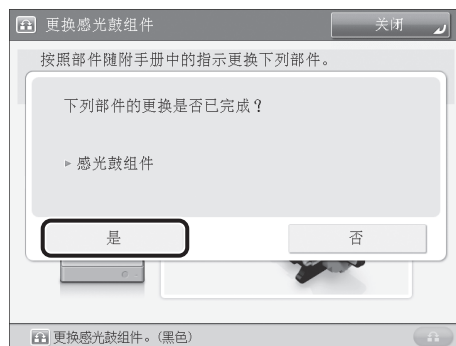 更换感光鼓组件
关闭
按照部件随附手册中的指示更换下列部件。
下列部件的更换是否已完成？
▶ 感光鼓组件
是
否
更换感光鼓组件。(黑色)